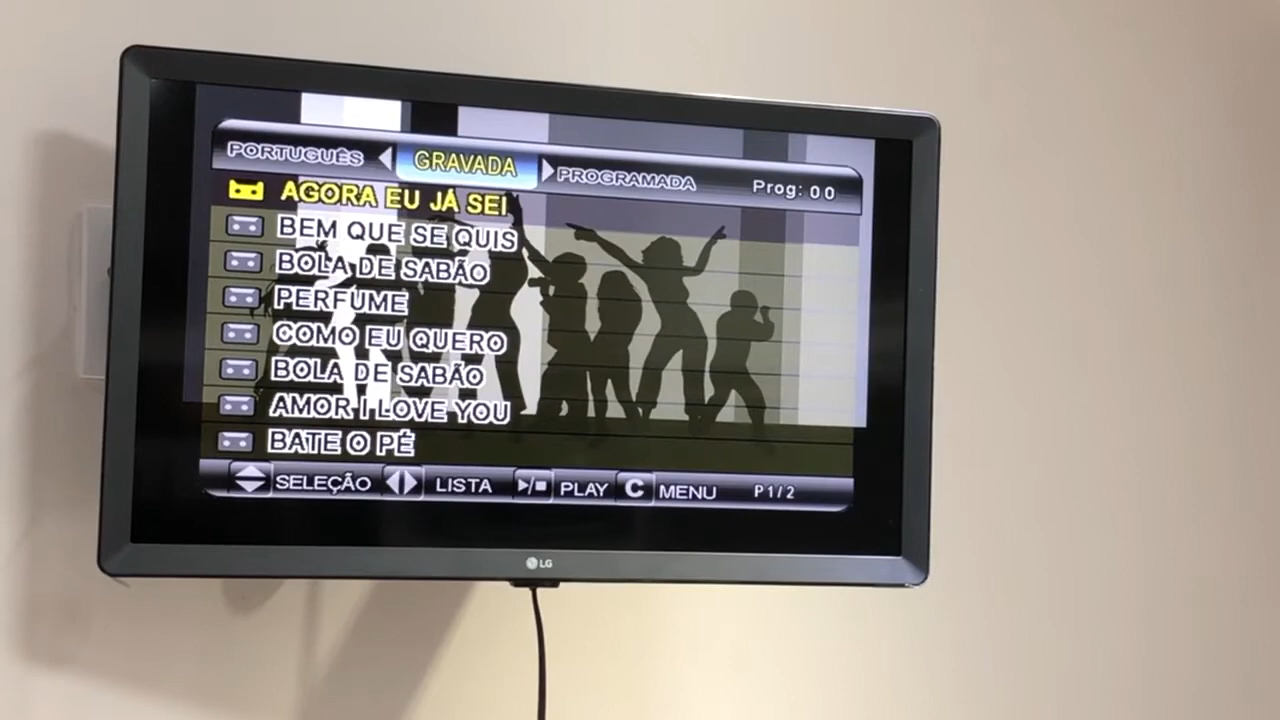 PORTUGUÊS GRAVADA PROGRAMADA Prog: 00
AGORA EU JÁ SEI
BEM QUE SE QUIS
BOLA DE SABÃO
PERFUME
COMO EU QUERO
BOLA DE SABÃO
AMOR I LOVE YOU
BATE O PÉ
SELEÇÃO LISTA PLAY C MENU P1/2
LG